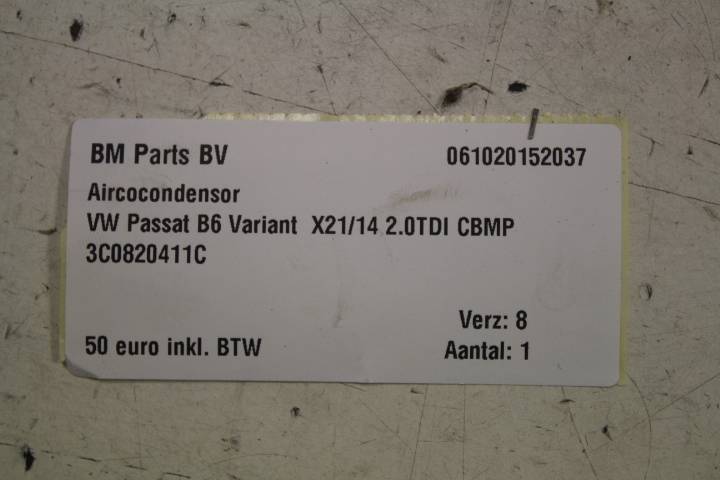 BM Parts BV 061020152037
Aircocondensor
VW Passat B6 Variant X21/14 2.0TDI CBMP
3C0820411C
Verz: 8
50 euro inkl. BTW Aantal: 1